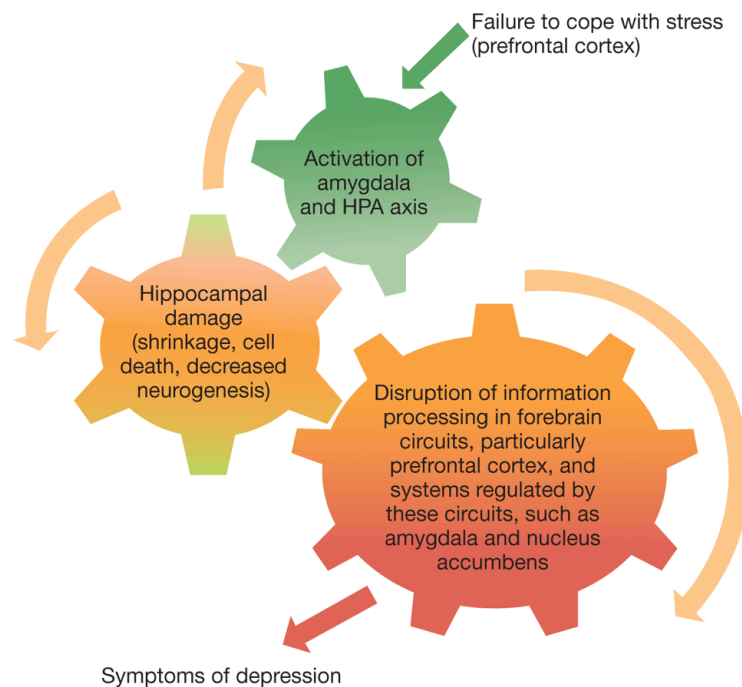 Failure to cope with stress
(prefrontal cortex)
Activation of
amygdala
and HPA axis
Hippocampal
damage
(shrinkage, cell
death, decreased
neurogenesis)
Disruption of information
processing in forebrain
circuits, particularly
prefrontal cortex, and
systems regulated by
these circuits, such as
amygdala and nucleus
accumbens
Symptoms of depression